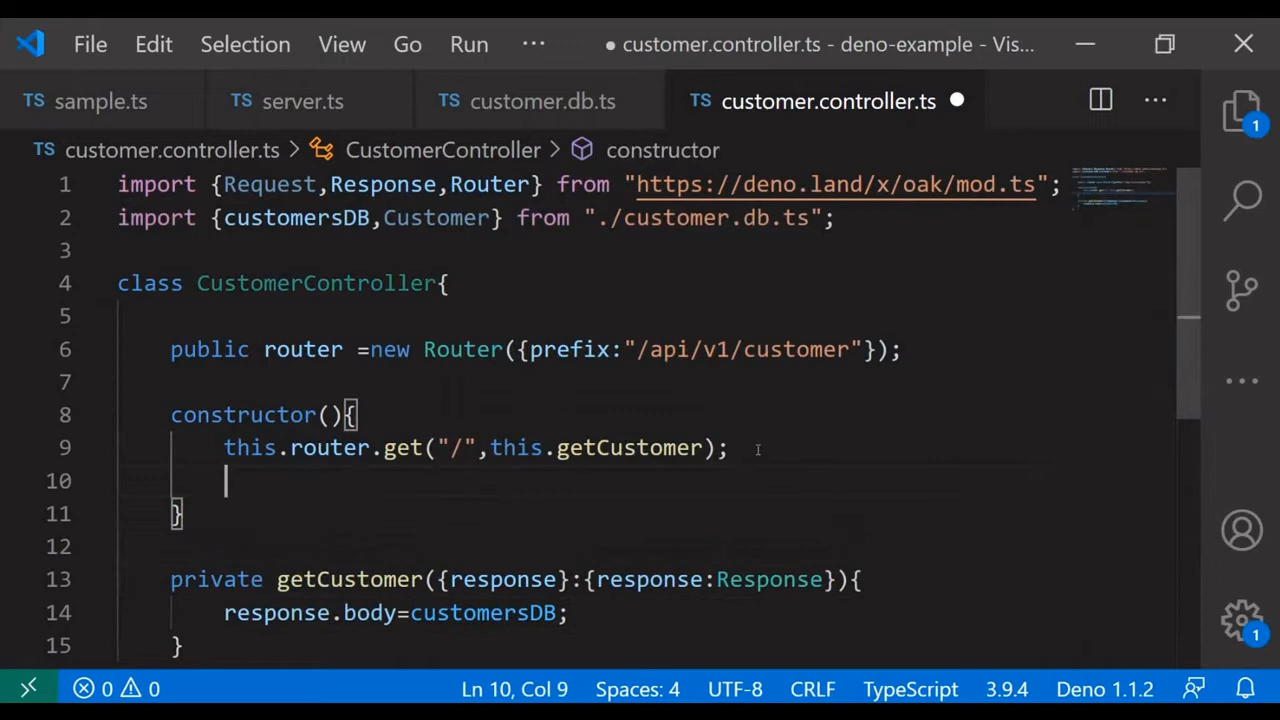 File Edit Selection View Go Run ··· ● customer.controller.ts - deno-example - Vis...
TS sample.ts TS server.ts TS customer.db.ts TS customer.controller.ts ● ···
TS customer.controller.ts > CustomerController > constructor
1 import {Request,Response,Router} from "https://deno.land/x/oak/mod.ts";
2 import {customersDB,Customer} from "./customer.db.ts";
3
4 class CustomerController{
5
6 public router =new Router({prefix:"/api/v1/customer"});
7
8 constructor(){
9 this.router.get("/",this.getCustomer);
10
11 }
12
13 private getCustomer({response}:{response:Response}){
14 response.body=customersDB;
15 }
1
1
0 0 Ln 10, Col 9 Spaces: 4 UTF-8 CRLF TypeScript 3.9.4 Deno 1.1.2